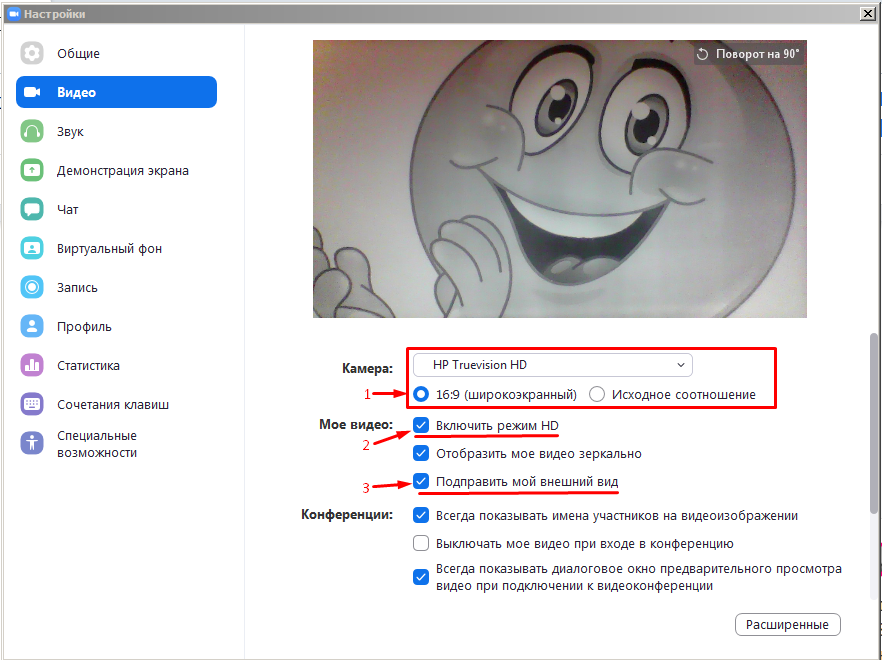 Настройки
Общие
Видео
Звук
Демонстрация экрана
Чат
Виртуальный фон
Запись
Профиль
Статистика
Сочетания клавиш
Специальные
возможности
Поворот на 90°
Камера:
HP Truevision HD
1
16:9 (широкоэкранный)
Исходное соотношение
Мое видео:
Включить режим HD
2
Отобразить мое видео зеркально
3
Подправить мой внешний вид
Конференции:
Всегда показывать имена участников на видеоизображении
Выключать мое видео при входе в конференцию
Всегда показывать диалоговое окно предварительного просмотра
видео при подключении к видеоконференции
Расширенные